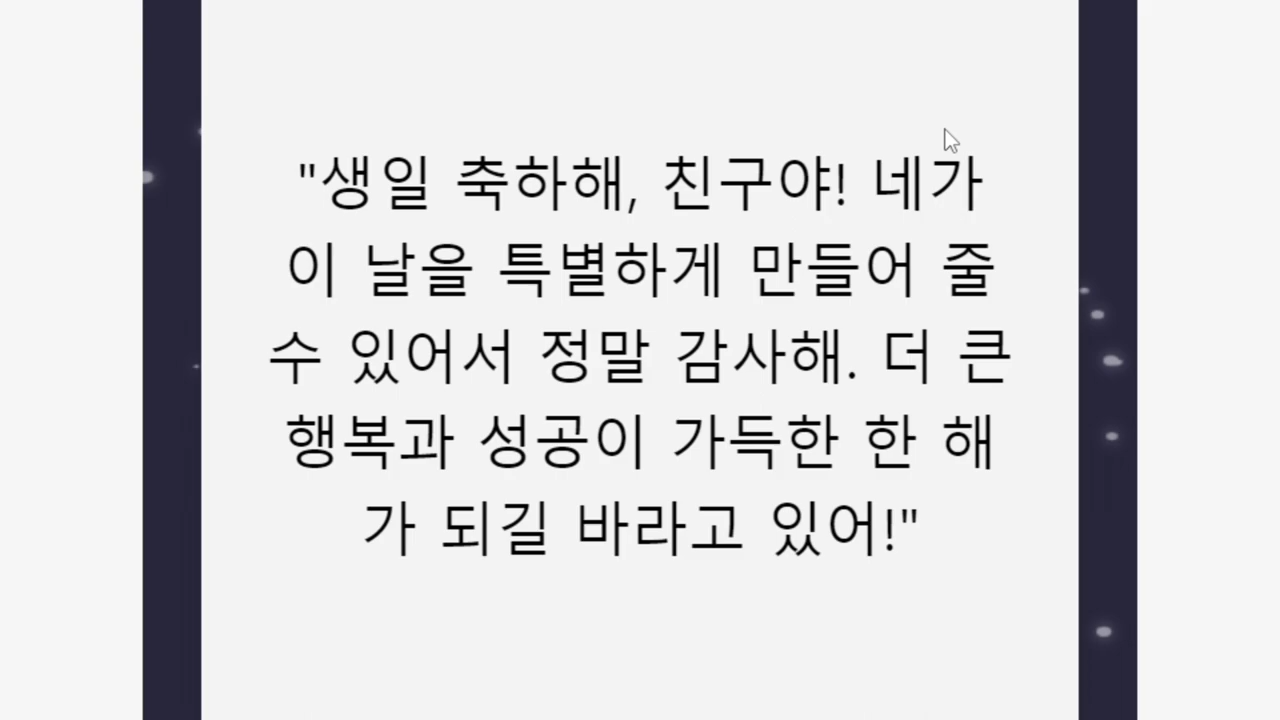 "생일 축하해, 친구야! 네가
이 날을 특별하게 만들어 줄
수 있어서 정말 감사해. 더 큰
행복과 성공이 가득한 한 해
가 되길 바라고 있어!"